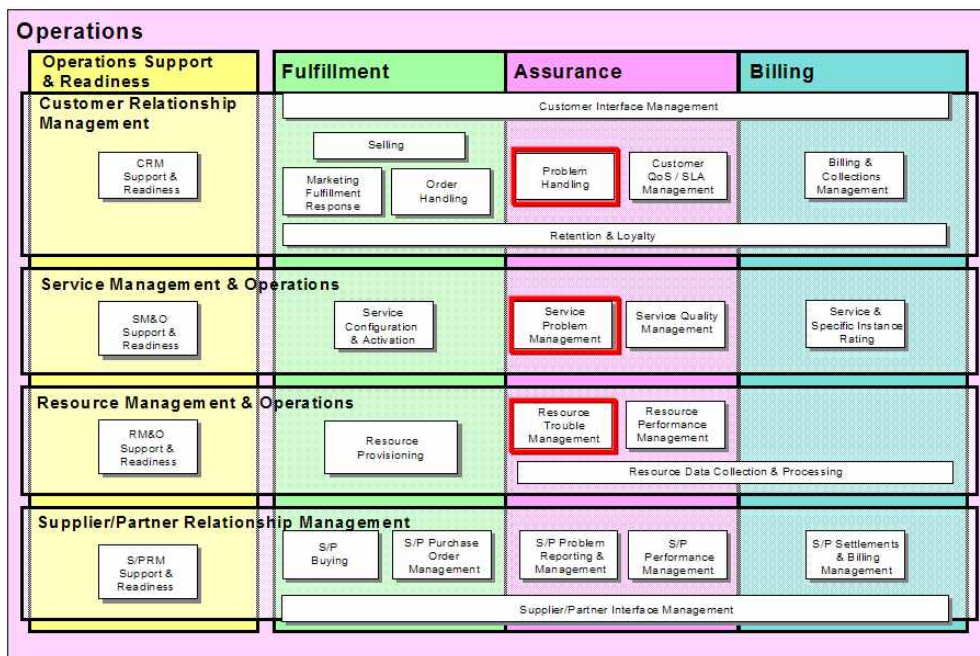 Operations
Operations Support
& Readiness
Fulfillment
Assurance
Billing
Customer Relationship
Management
Customer Interface Management
Selling
CRM
Support &
Readiness
Marketing
Fulfillment
Response
Order
Handling
Problem
Handling
Customer
QoS / SLA
Management
Billing &
Collections
Management
Retention & Loyalty
Service Management & Operations
SM&O
Support &
Readiness
Service
Configuration
& Activation
Service
Problem
Management
Service Quality
Management
Service &
Specific Instance
Rating
Resource Management & Operations
RM&O
Support &
Readiness
Resource
Provisioning
Resource
Trouble
Management
Resource
Performance
Management
Resource Data Collection & Processing
Supplier/Partner Relationship Management
S/PRM
Support &
Readiness
S/P
Buying
S/P Purchase
Order
Management
S/P Problem
Reporting &
Management
S/P
Performance
Management
S/P Settlements
& Billing
Management
Supplier/Partner Interface Management